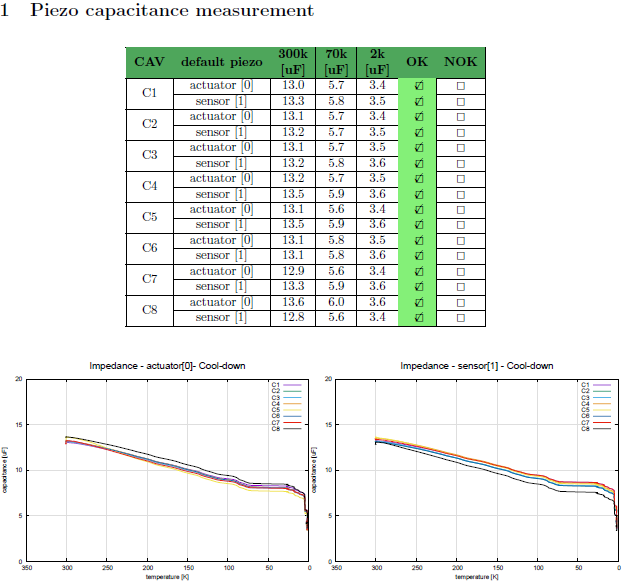 1 Piezo capacitance measurement
CAV default piezo 300k [uF] 70k [uF] 2k [uF] OK NOK
C1 actuator [0] 13.0 5.7 3.4 ☑ ☐
sensor [1] 13.3 5.8 3.5 ☑ ☐
C2 actuator [0] 13.1 5.7 3.4 ☑ ☐
sensor [1] 13.2 5.7 3.5 ☑ ☐
C3 actuator [0] 13.1 5.7 3.5 ☑ ☐
sensor [1] 13.2 5.8 3.6 ☑ ☐
C4 actuator [0] 13.2 5.7 3.5 ☑ ☐
sensor [1] 13.5 5.9 3.6 ☑ ☐
C5 actuator [0] 13.1 5.6 3.4 ☑ ☐
sensor [1] 13.5 5.9 3.6 ☑ ☐
C6 actuator [0] 13.1 5.8 3.5 ☑ ☐
sensor [1] 13.1 5.8 3.6 ☑ ☐
C7 actuator [0] 12.9 5.6 3.4 ☑ ☐
sensor [1] 13.3 5.9 3.6 ☑ ☐
C8 actuator [0] 13.6 6.0 3.6 ☑ ☐
sensor [1] 12.8 5.6 3.4 ☑ ☐
Impedance - actuator[0]- Cool-down
C1
C2
C3
C4
C5
C6
C7
C8
20
15
10
5
0
capacitance [uF]
350 300 250 200 150 100 50 0
temperature [K]
Impedance - sensor[1] - Cool-down
C1
C2
C3
C4
C5
C6
C7
C8
20
15
10
5
0
capacitance [uF]
350 300 250 200 150 100 50 0
temperature [K]